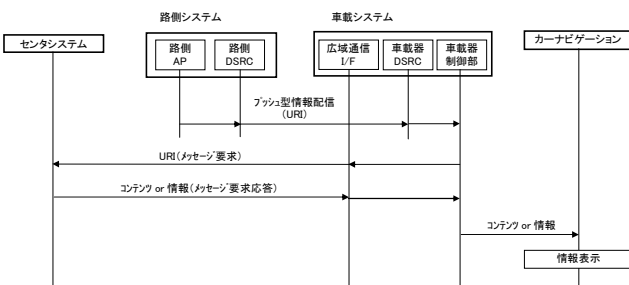 路側システム
車載システム
センタシステム
路側
AP
路側
DSRC
広域通信
I/F
車載器
DSRC
車載器
制御部
カーナビゲーション
プッシュ型情報配信
(URI)
URI(メッセージ要求)
コンテンツ or 情報(メッセージ要求応答)
コンテンツ or 情報
情報表示